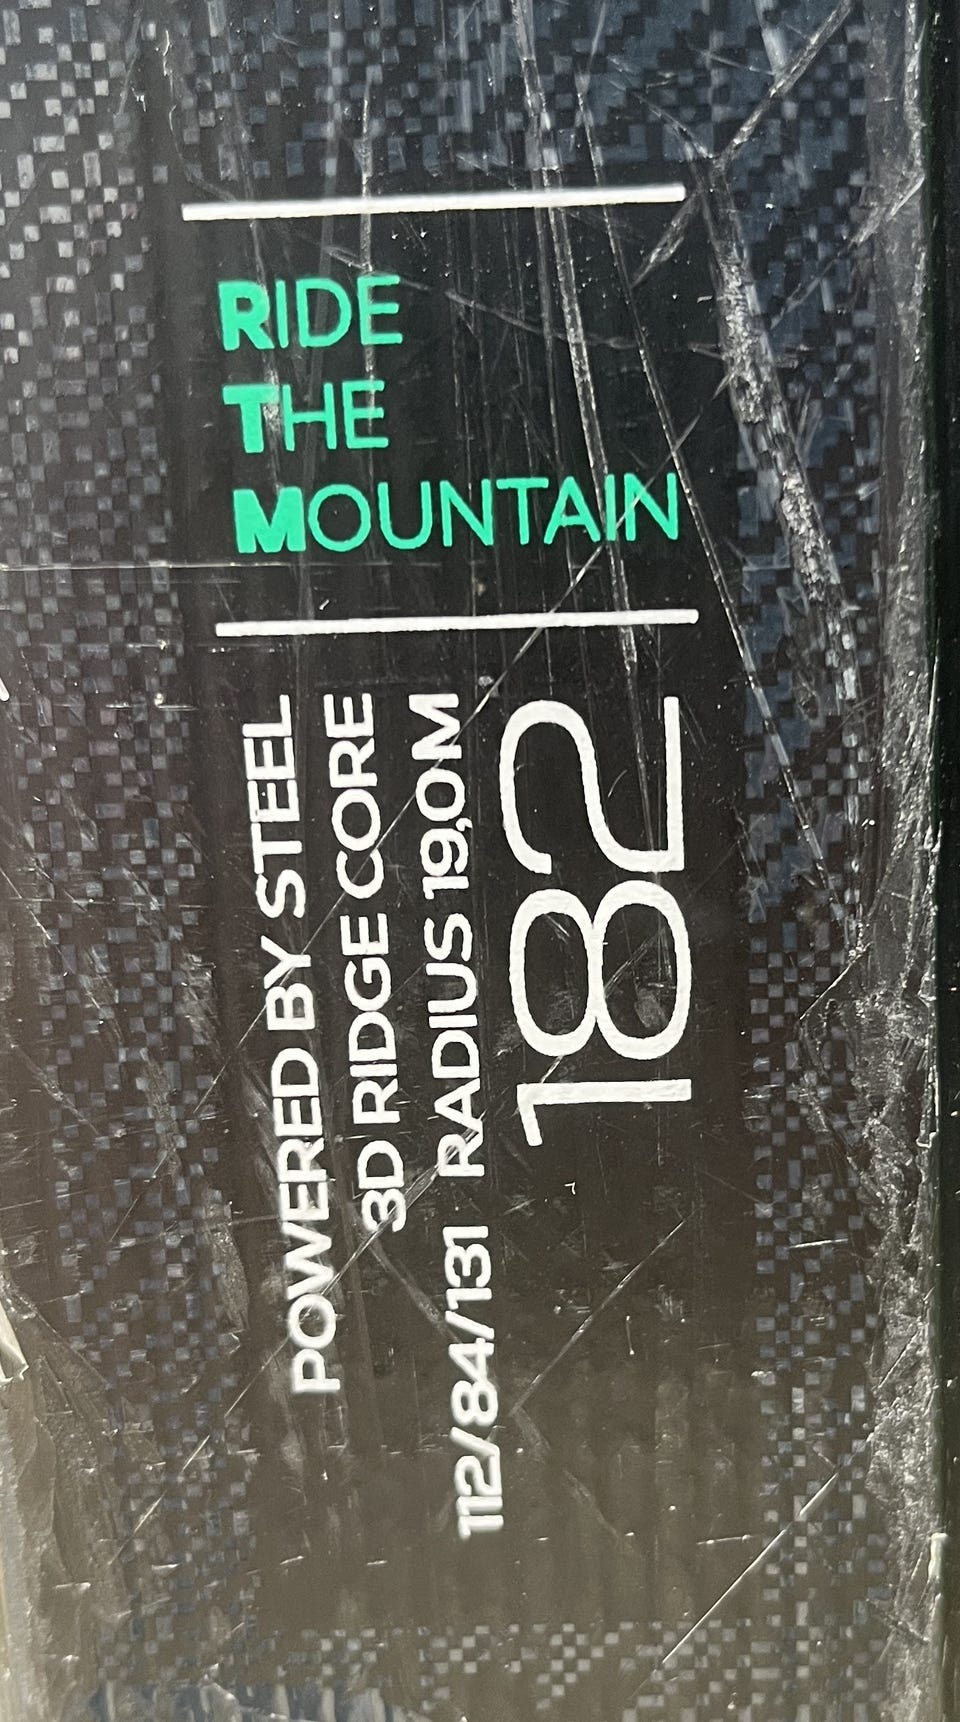 RIDE
THE
MOUNTAIN
POWERED BY STEEL
3D RIDGE CORE
112/84/131 RADIUS 19,0M
182